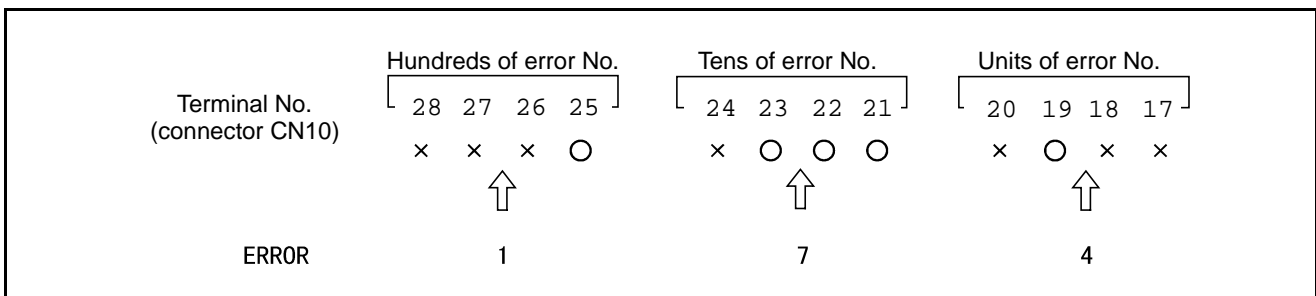 Hundreds of error No. Tens of error No. Units of error No.
Terminal No. 28 27 26 25 24 23 22 21 20 19 18 17
(connector CN10)
× × × ○ × ○ ○ ○ × ○ × ×
ERROR 1 7 4